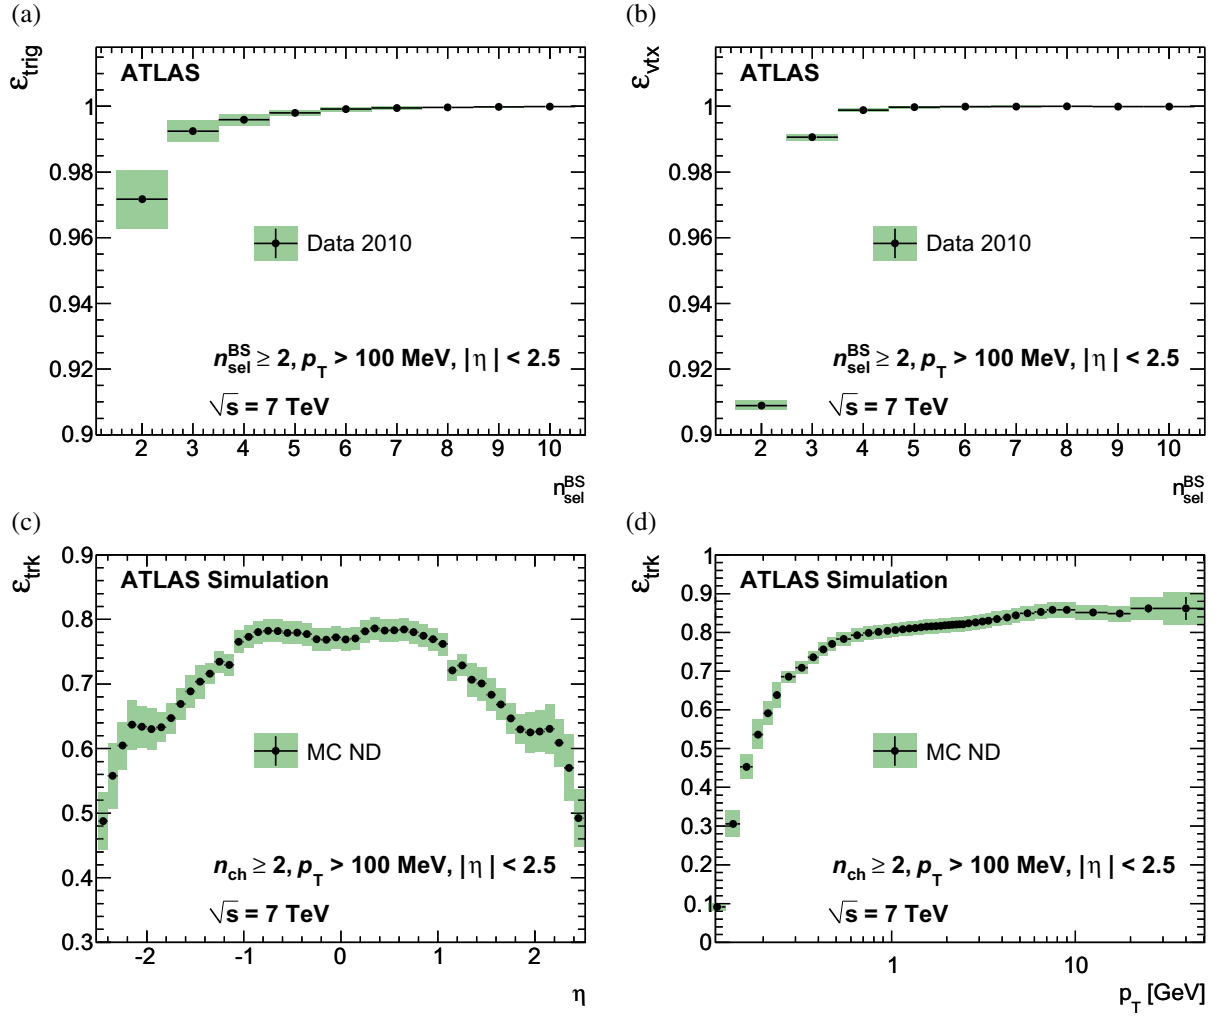 (a)
ε_trig
ATLAS
1
0.98
0.96
0.94
0.92
0.9
Data 2010
n_sel^BS ≥ 2, p_T > 100 MeV, | η | < 2.5
√s = 7 TeV
2 3 4 5 6 7 8 9 10
n_sel^BS
(b)
ε_vtx
ATLAS
1
0.98
0.96
0.94
0.92
0.9
Data 2010
n_sel^BS ≥ 2, p_T > 100 MeV, | η | < 2.5
√s = 7 TeV
2 3 4 5 6 7 8 9 10
n_sel^BS
(c)
ε_trk
ATLAS Simulation
0.9
0.8
0.7
0.6
0.5
0.4
0.3
MC ND
n_ch ≥ 2, p_T > 100 MeV, | η | < 2.5
√s = 7 TeV
-2 -1 0 1 2
η
(d)
ε_trk
ATLAS Simulation
1
0.9
0.8
0.7
0.6
0.5
0.4
0.3
0.2
0.1
0
MC ND
n_ch ≥ 2, p_T > 100 MeV, | η | < 2.5
√s = 7 TeV
1 10
p_T [GeV]